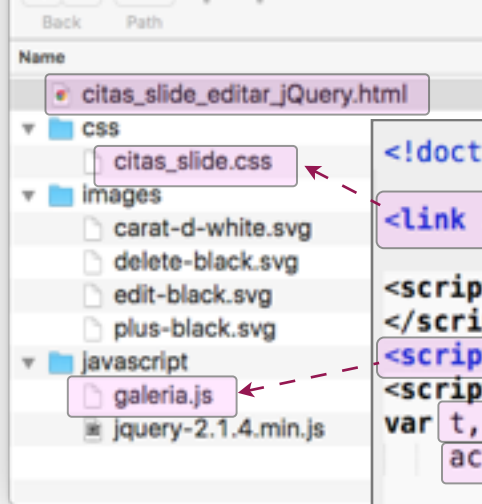 Back Path
Name
citas_slide_editar_jQuery.html
css
citas_slide.css
images
carat-d-white.svg
delete-black.svg
edit-black.svg
plus-black.svg
javascript
galeria.js
jquery-2.1.4.min.js
<!doct
<link
<scrip
</scri
<scrip
<scrip
var t,
ac